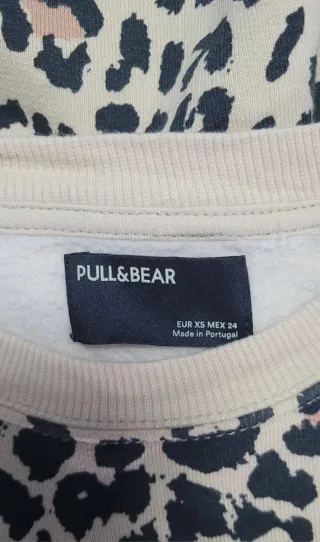 PULL&BEAR
EUR XS MEX 24
Made in Portugal